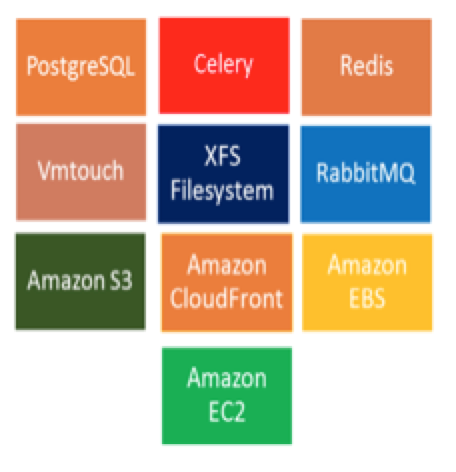 PostgreSQL
Celery
Redis
Vmtouch
XFS
Filesystem
RabbitMQ
Amazon S3
Amazon
CloudFront
Amazon
EBS
Amazon
EC2